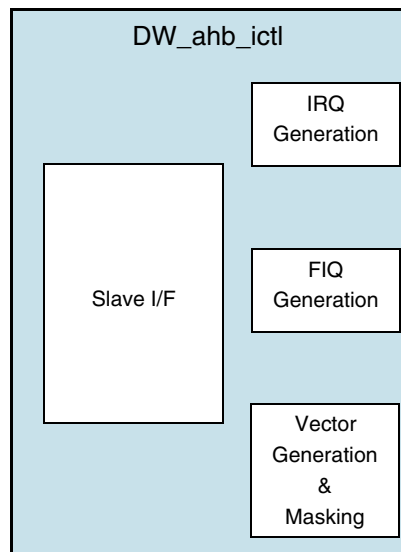 DW_ahb_ictl
IRQ
Generation
Slave I/F
FIQ
Generation
Vector
Generation
&
Masking